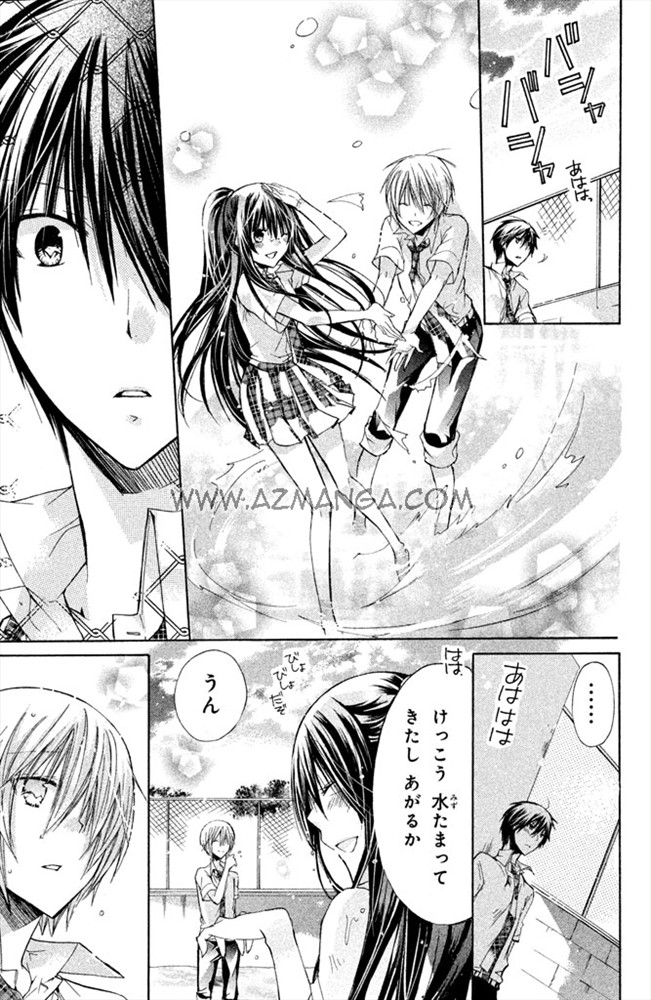 バシャ
バシャ
あはは、
WWW.AZMANGA.COM
……
あははは
は、
けっこう 水たまって
みず
きたし あがるか
びしょ
びしょ
だぞ
うん